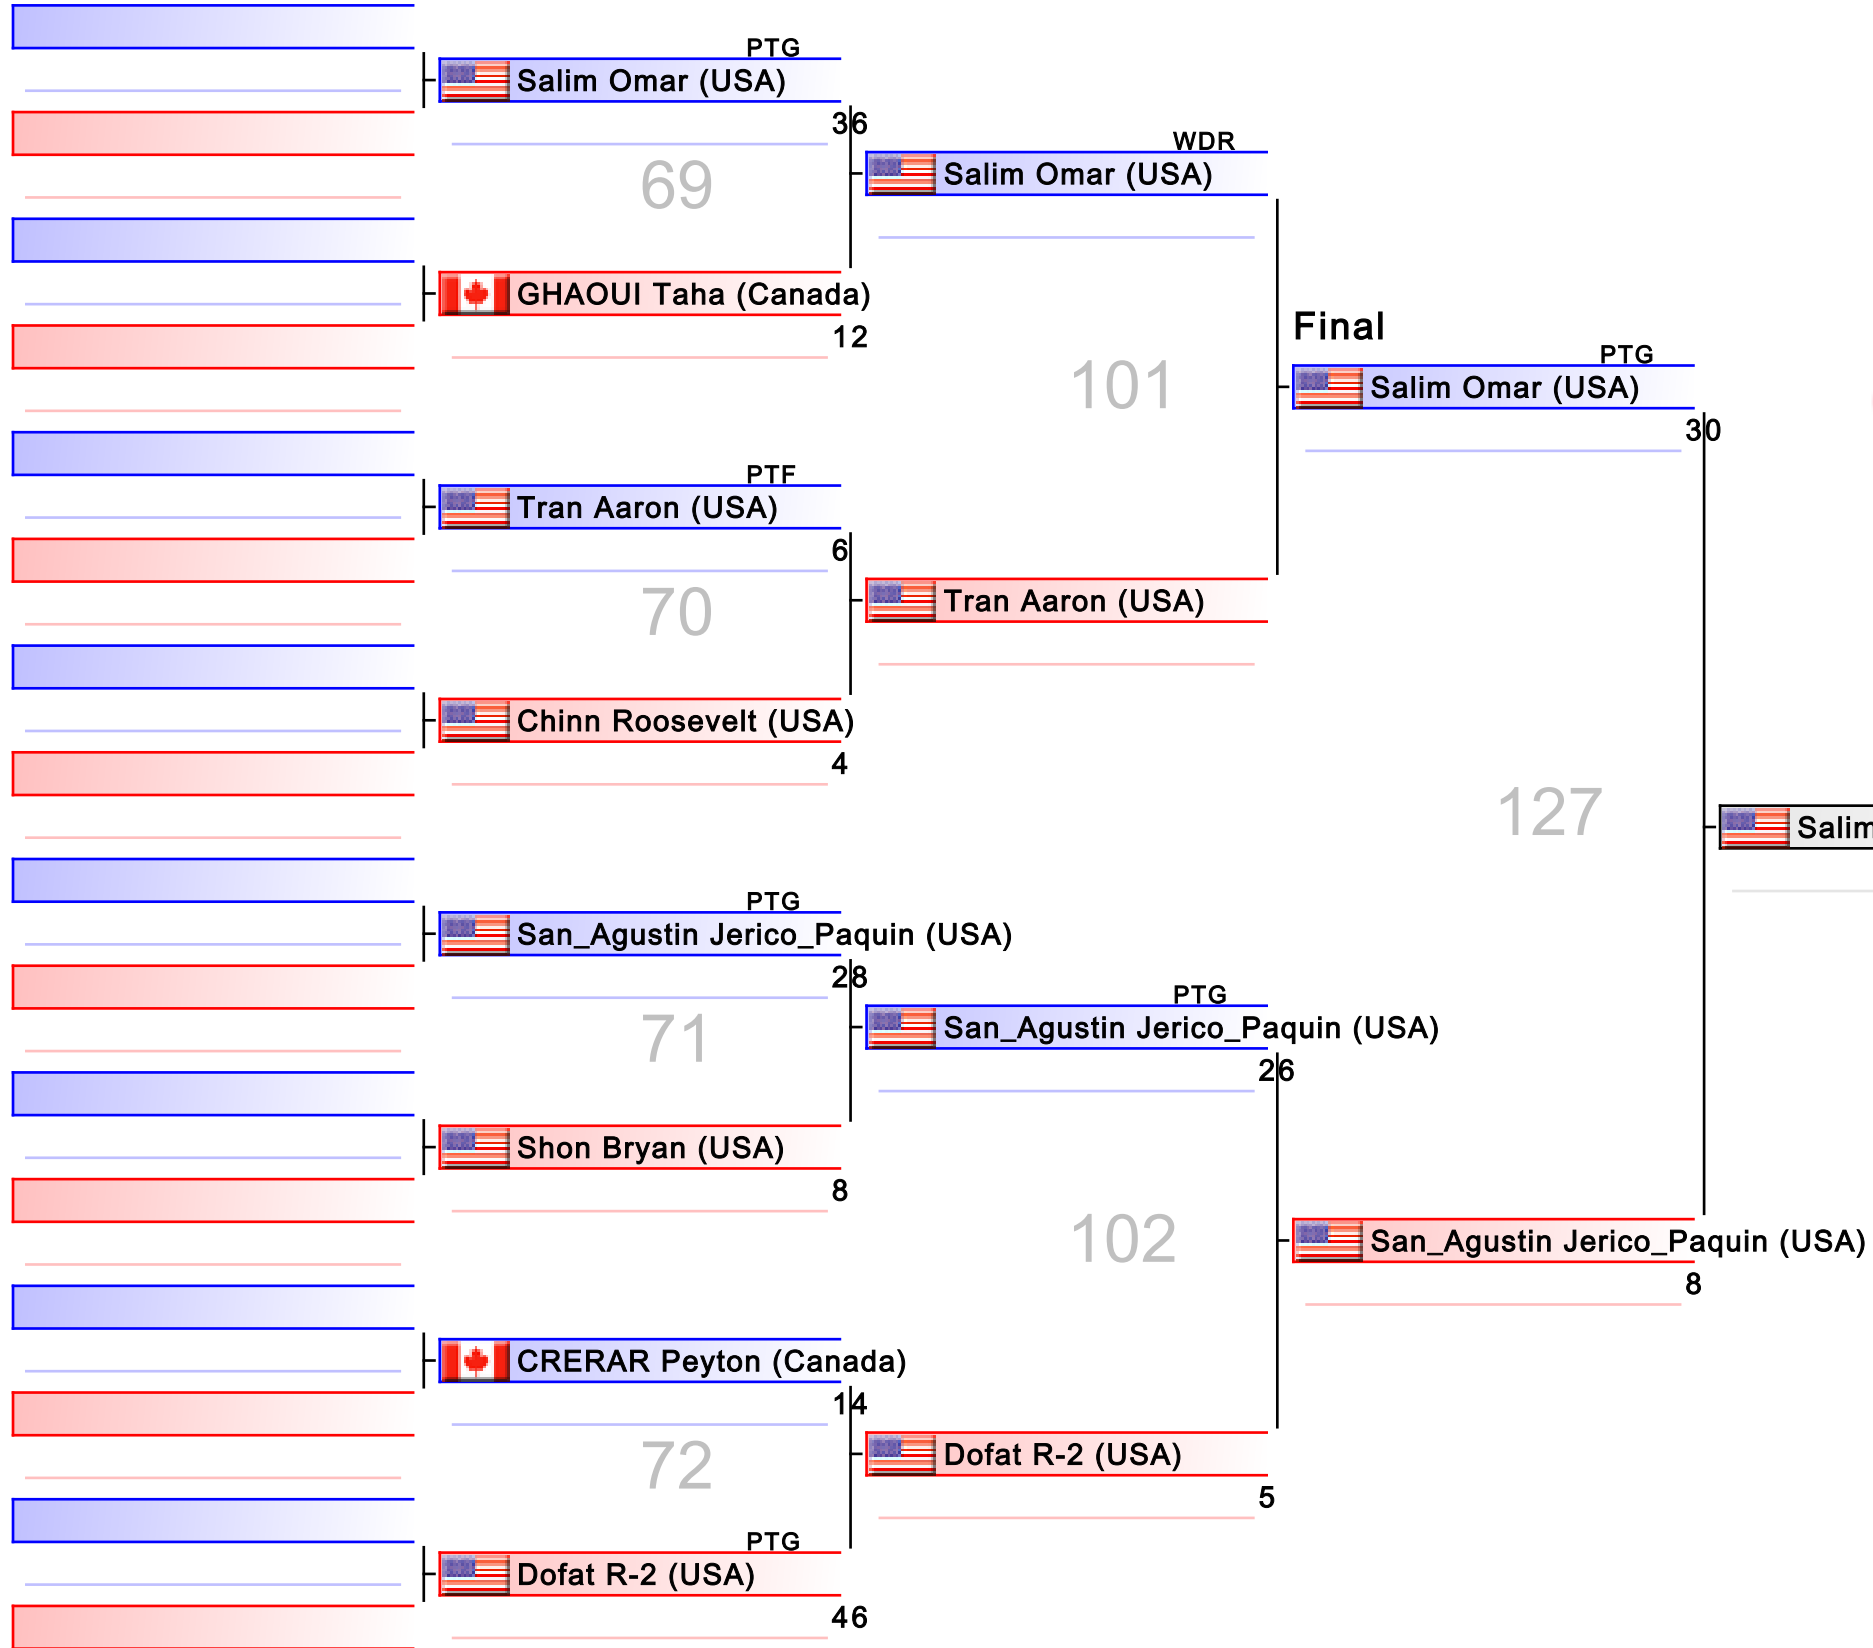 PTG
Salim Omar (USA)
36
69
GHAOUI Taha (Canada)
12
PTF
Tran Aaron (USA)
6
70
Chinn Roosevelt (USA)
4
PTG
San_Agustin Jerico_Paquin (USA)
28
71
Shon Bryan (USA)
8
CRERAR Peyton (Canada)
14
72
PTG
Dofat R-2 (USA)
46
WDR
Salim Omar (USA)
101
Tran Aaron (USA)
PTG
San_Agustin Jerico_Paquin (USA)
26
102
Dofat R-2 (USA)
5
Final
PTG
Salim Omar (USA)
30
127
San_Agustin Jerico_Paquin (USA)
8
Salim